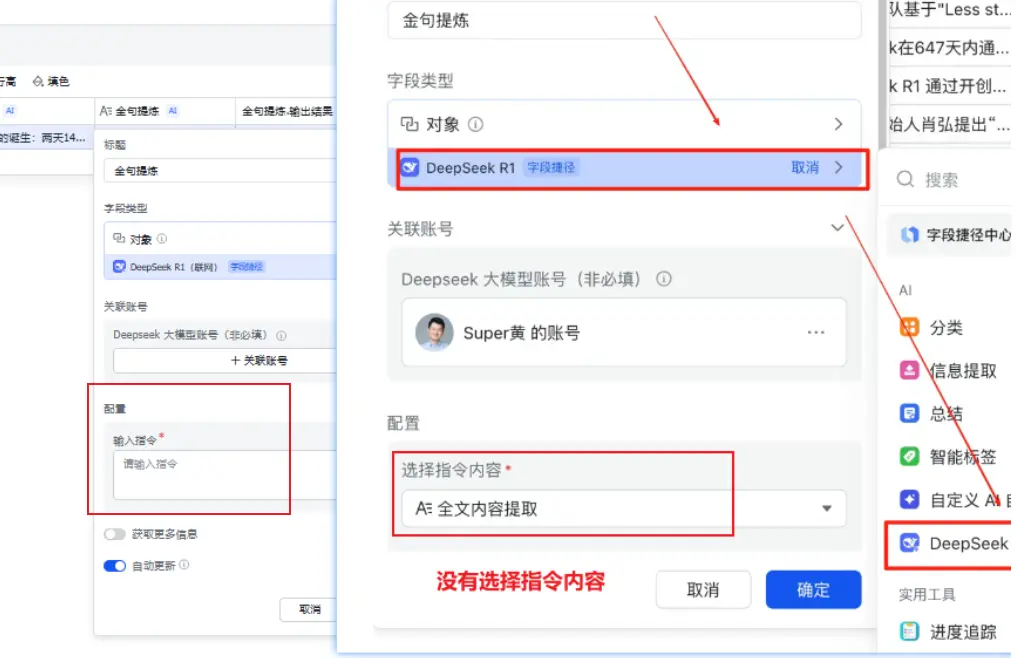 行高 填色
AI
金句提炼 AI
金句提炼.输出结果
的诞生：两天14...
标题
金句提炼
字段类型
对象
DeepSeek R1（联网） 字段捷径
关联账号
Deepseek 大模型账号（非必填）
+ 关联账号
配置
输入指令*
请输入指令
获取更多信息
自动更新
取消
金句提炼
字段类型
对象
DeepSeek R1 字段捷径 取消
关联账号
Deepseek 大模型账号（非必填）
Super黄 的账号
配置
选择指令内容*
全文内容提取
没有选择指令内容
取消 确定
队基于"Less st...
k在647天内通...
k R1 通过开创...
始人肖弘提出“...
搜索
字段捷径中心
AI
分类
信息提取
总结
智能标签
自定义 AI 自
DeepSeek
实用工具
进度追踪